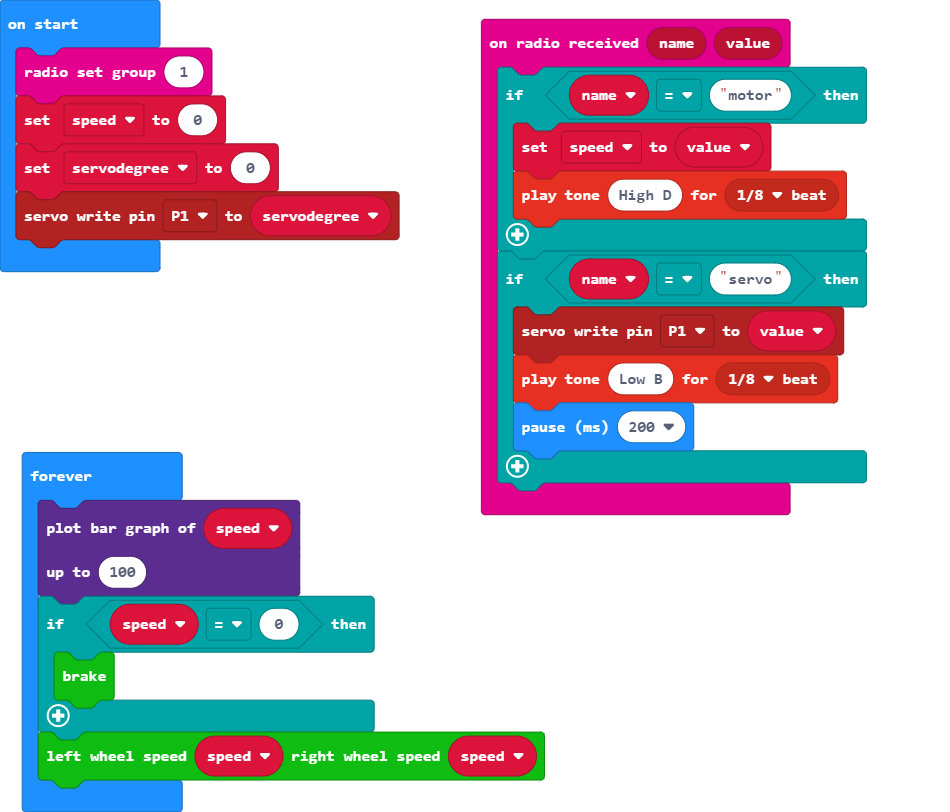 on start
radio set group 1
set speed to 0
set servodegree to 0
servo write pin P1 to servodegree
on radio received name value
if name = "motor" then
set speed to value
play tone High D for 1/8 beat
if name = "servo" then
servo write pin P1 to value
play tone Low B for 1/8 beat
pause (ms) 200
forever
plot bar graph of speed
up to 100
if speed = 0 then
brake
left wheel speed speed right wheel speed speed